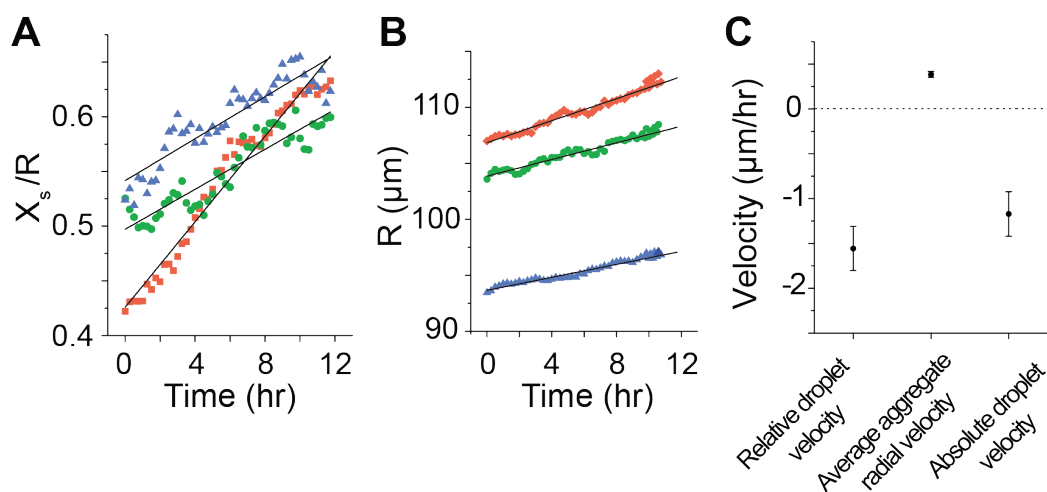 A
X_s/R
0.6
0.5
0.4
0 4 8 12
Time (hr)
B
R (μm)
110
100
90
0 4 8 12
Time (hr)
C
Velocity (μm/hr)
0
-1
-2
Relative droplet
velocity
Average aggregate
radial velocity
Absolute droplet
velocity